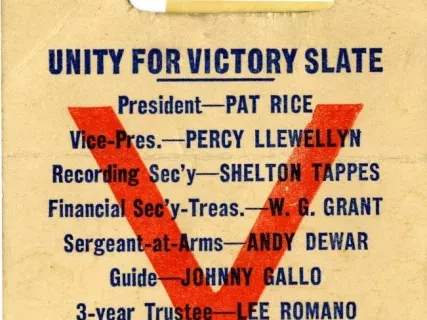 UNITY FOR VICTORY SLATE
President—PAT RICE
Vice-Pres.—PERCY LLEWELLYN
Recording Sec'y—SHELTON TAPPES
Financial Sec'y-Treas.—W. G. GRANT
Sergeant-at-Arms—ANDY DEWAR
Guide—JOHNNY GALLO
3-year Trustee—LEE ROMANO